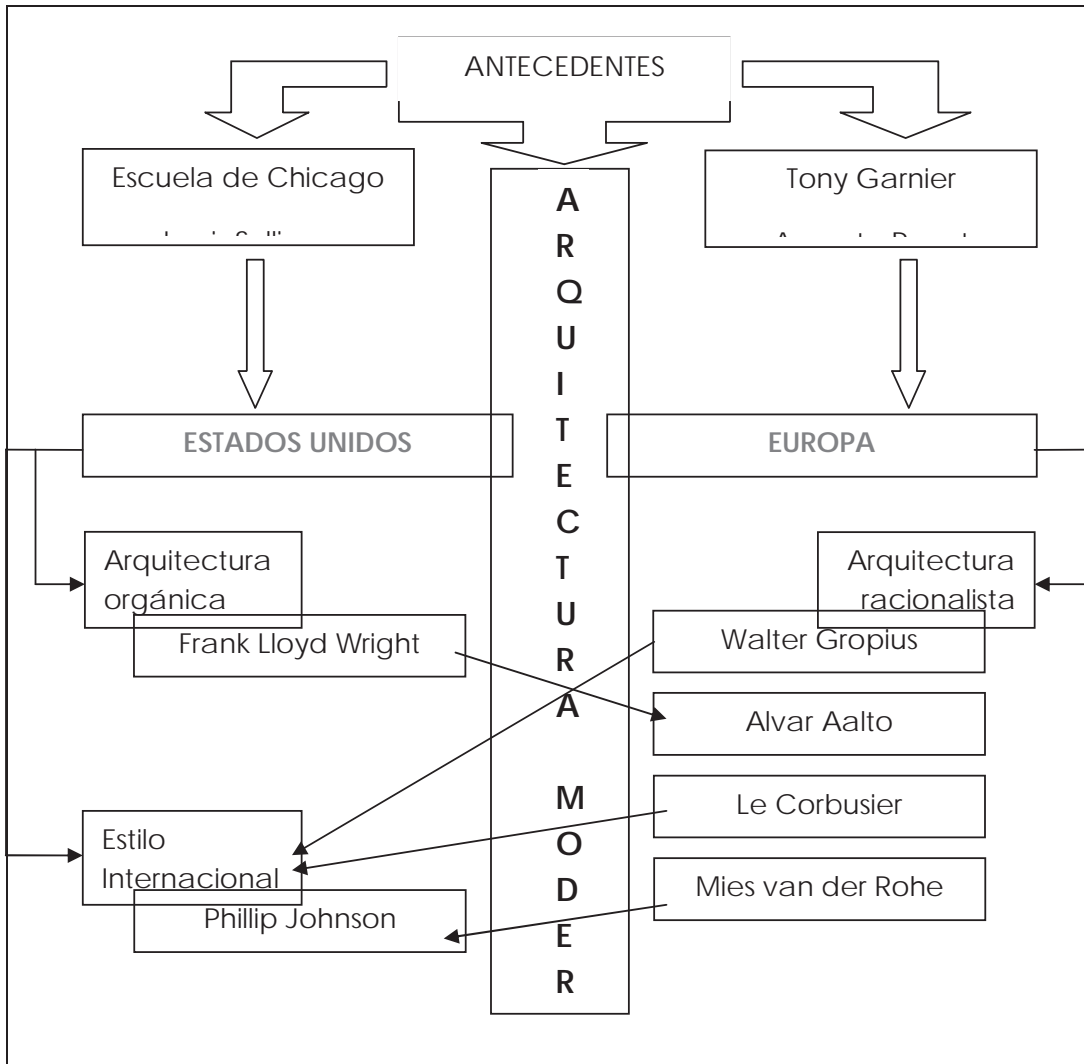 ANTECEDENTES
Escuela de Chicago
Tony Garnier
A
R
Q
U
I
T
E
C
T
U
R
A
M
O
D
E
R
ESTADOS UNIDOS
EUROPA
Arquitectura
orgánica
Frank Lloyd Wright
Arquitectura
racionalista
Walter Gropius
Alvar Aalto
Le Corbusier
Mies van der Rohe
Estilo
Internacional
Phillip Johnson